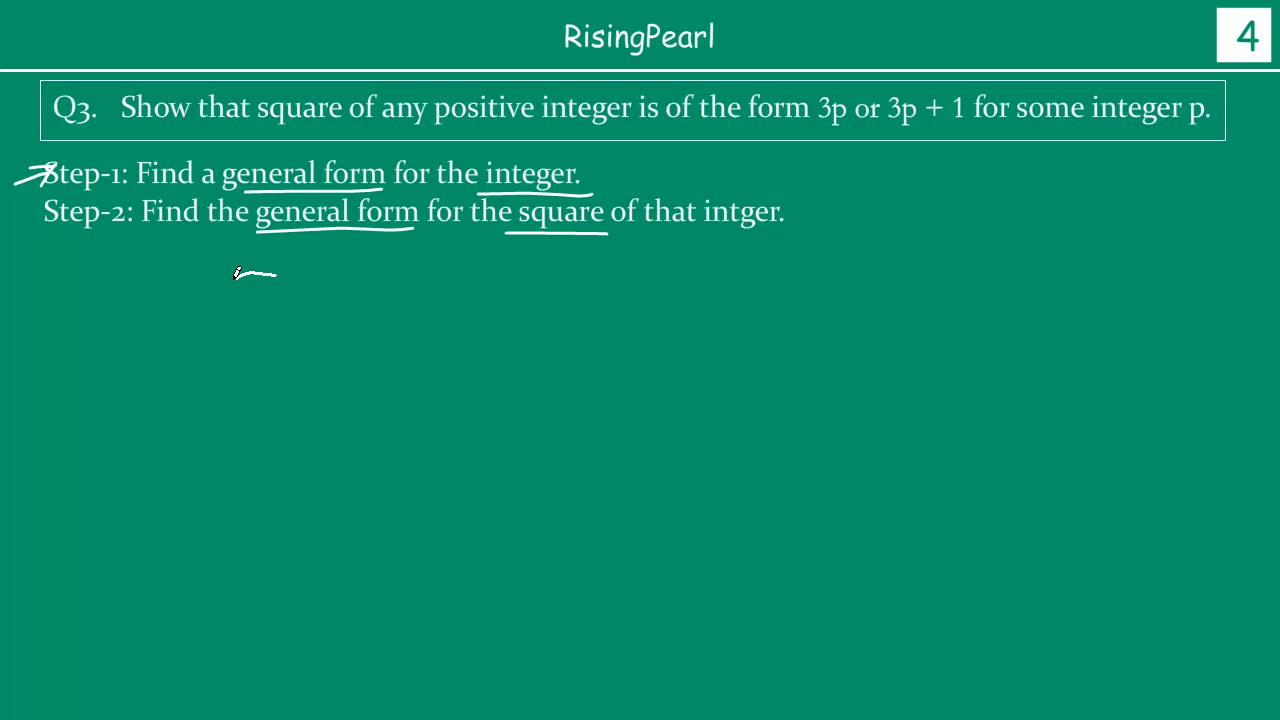 RisingPearl
4
Q3. Show that square of any positive integer is of the form 3p or 3p + 1 for some integer p.
Step-1: Find a general form for the integer.
Step-2: Find the general form for the square of that intger.